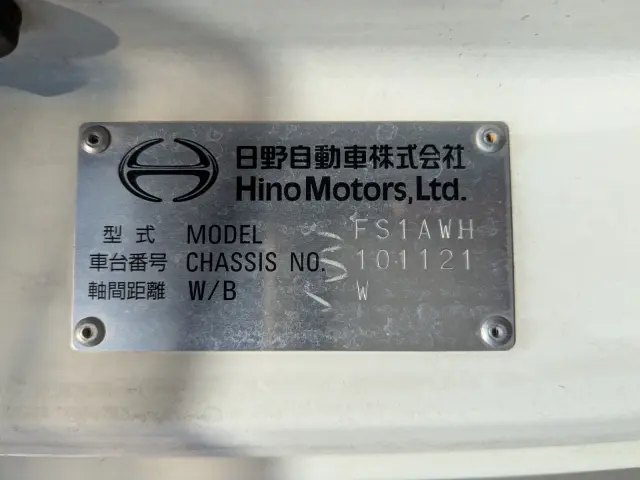 日野自動車株式会社
Hino Motors, Ltd.
型式 MODEL FS1AWH
車台番号 CHASSIS NO. 101121
軸間距離 W/B W